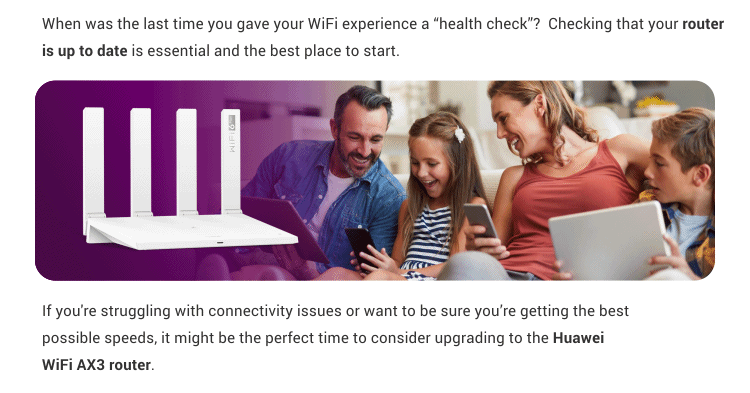 When was the last time you gave your WiFi experience a “health check”?  Checking that your router
is up to date is essential and the best place to start.
If you're struggling with connectivity issues or want to be sure you’re getting the best
possible speeds, it might be the perfect time to consider upgrading to the Huawei
WiFi AX3 router.